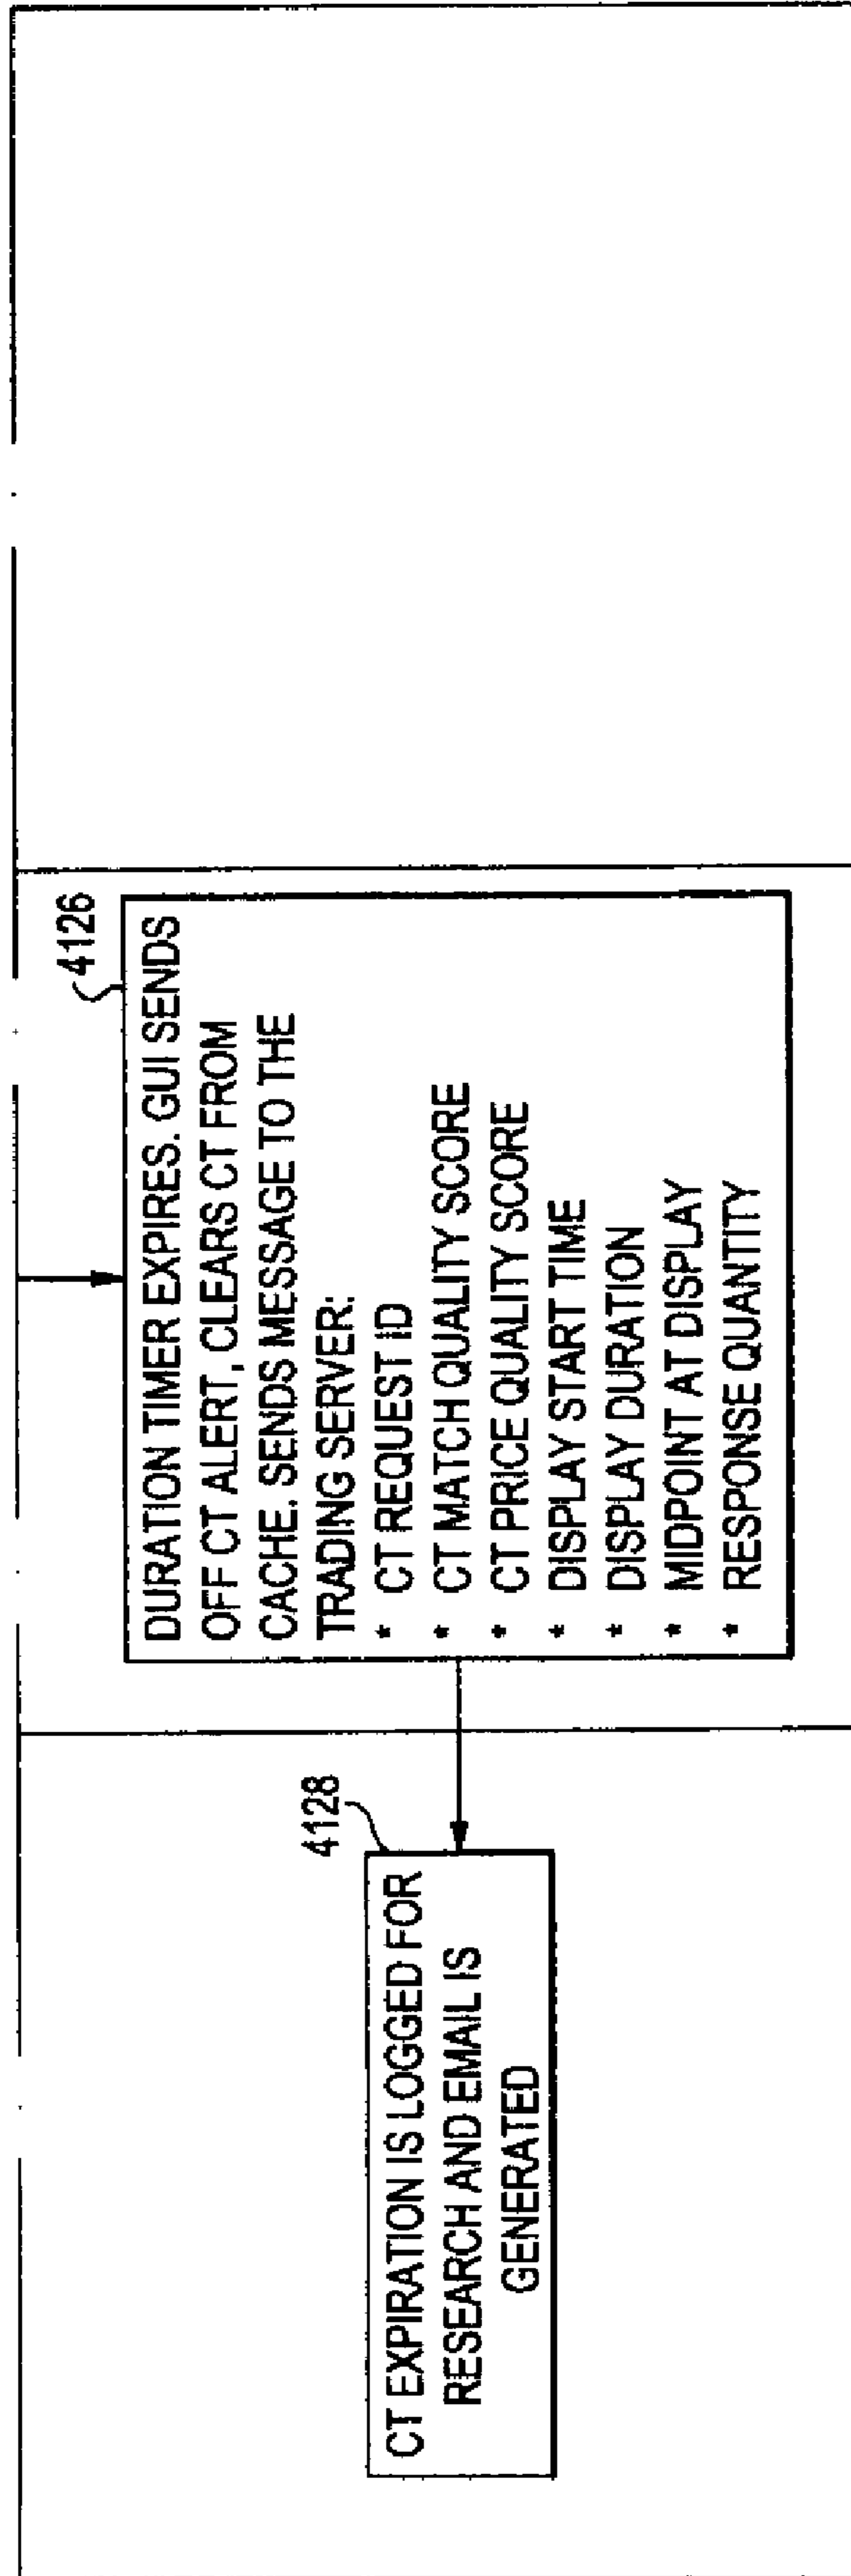 4126
DURATION TIMER EXPIRES. GUI SENDS
OFF CT ALERT, CLEARS CT FROM
CACHE. SENDS MESSAGE TO THE
TRADING SERVER:
* CT REQUEST ID
* CT MATCH QUALITY SCORE
* CT PRICE QUALITY SCORE
* DISPLAY START TIME
* DISPLAY DURATION
* MIDPOINT AT DISPLAY
* RESPONSE QUANTITY
4128
CT EXPIRATION IS LOGGED FOR
RESEARCH AND EMAIL IS
GENERATED